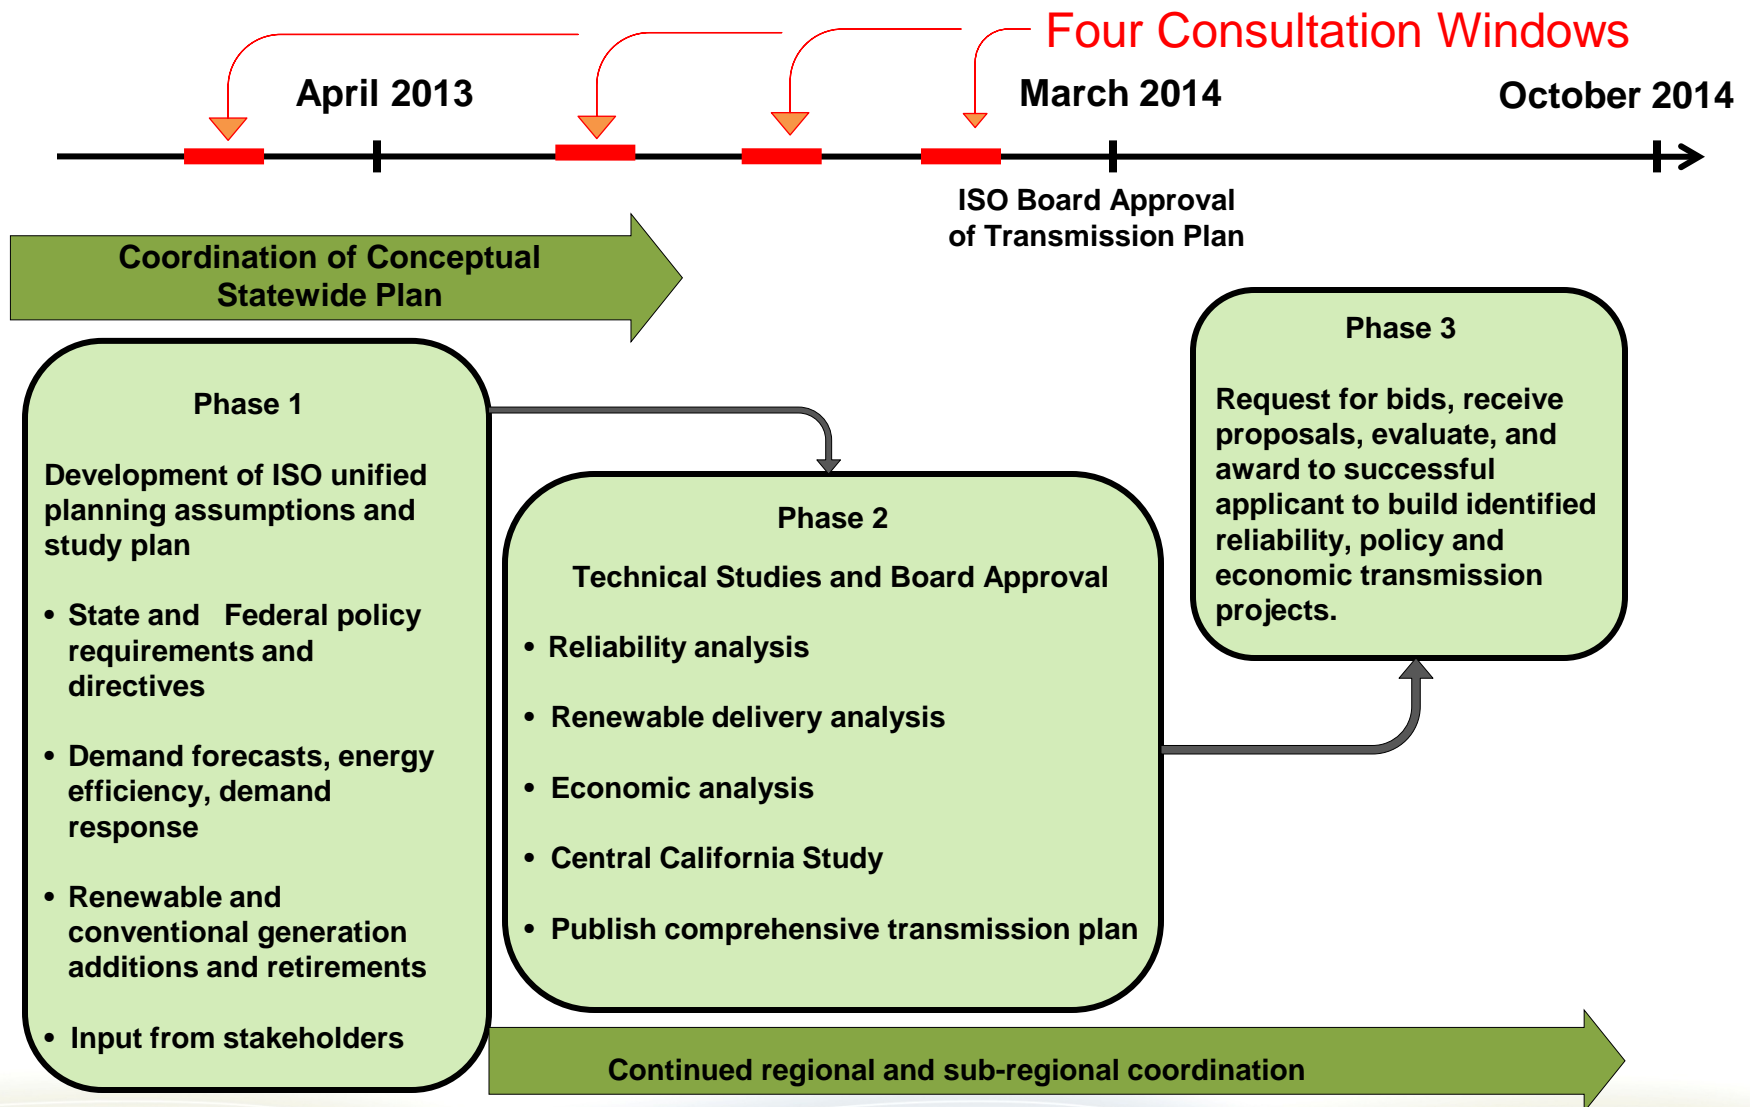 Four Consultation Windows
April 2013
March 2014
October 2014
ISO Board Approval
of Transmission Plan
Coordination of Conceptual
Statewide Plan
Phase 1
Development of ISO unified
planning assumptions and
study plan
• State and Federal policy
requirements and
directives
• Demand forecasts, energy
efficiency, demand
response
• Renewable and
conventional generation
additions and retirements
• Input from stakeholders
Phase 2
Technical Studies and Board Approval
• Reliability analysis
• Renewable delivery analysis
• Economic analysis
• Central California Study
• Publish comprehensive transmission plan
Phase 3
Request for bids, receive
proposals, evaluate, and
award to successful
applicant to build identified
reliability, policy and
economic transmission
projects.
Continued regional and sub-regional coordination